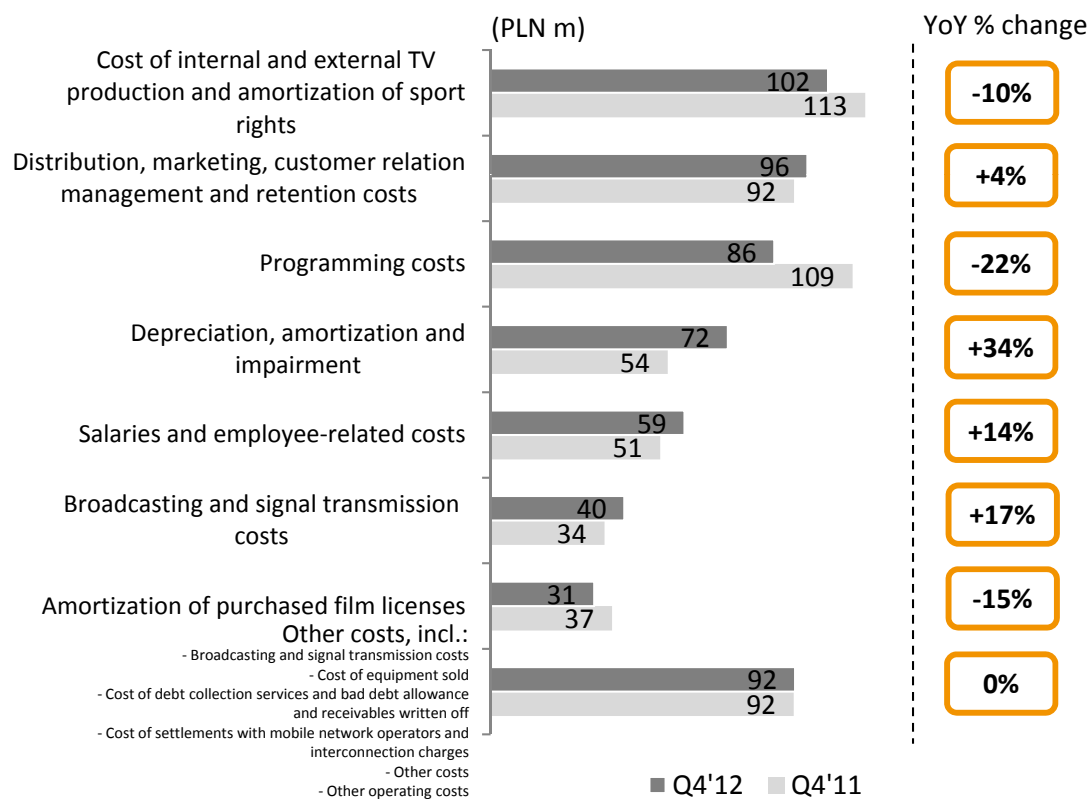 (PLN m)
YoY % change
Cost of internal and external TV
production and amortization of sport
rights
102
113
-10%
Distribution, marketing, customer relation
management and retention costs
96
92
+4%
Programming costs
86
109
-22%
Depreciation, amortization and
impairment
72
54
+34%
Salaries and employee-related costs
59
51
+14%
Broadcasting and signal transmission
costs
40
34
+17%
Amortization of purchased film licenses
31
37
-15%
Other costs, incl.:
- Broadcasting and signal transmission costs
- Cost of equipment sold
- Cost of debt collection services and bad debt allowance
and receivables written off
- Cost of settlements with mobile network operators and
interconnection charges
- Other costs
- Other operating costs
92
92
0%
Q4'12 Q4'11